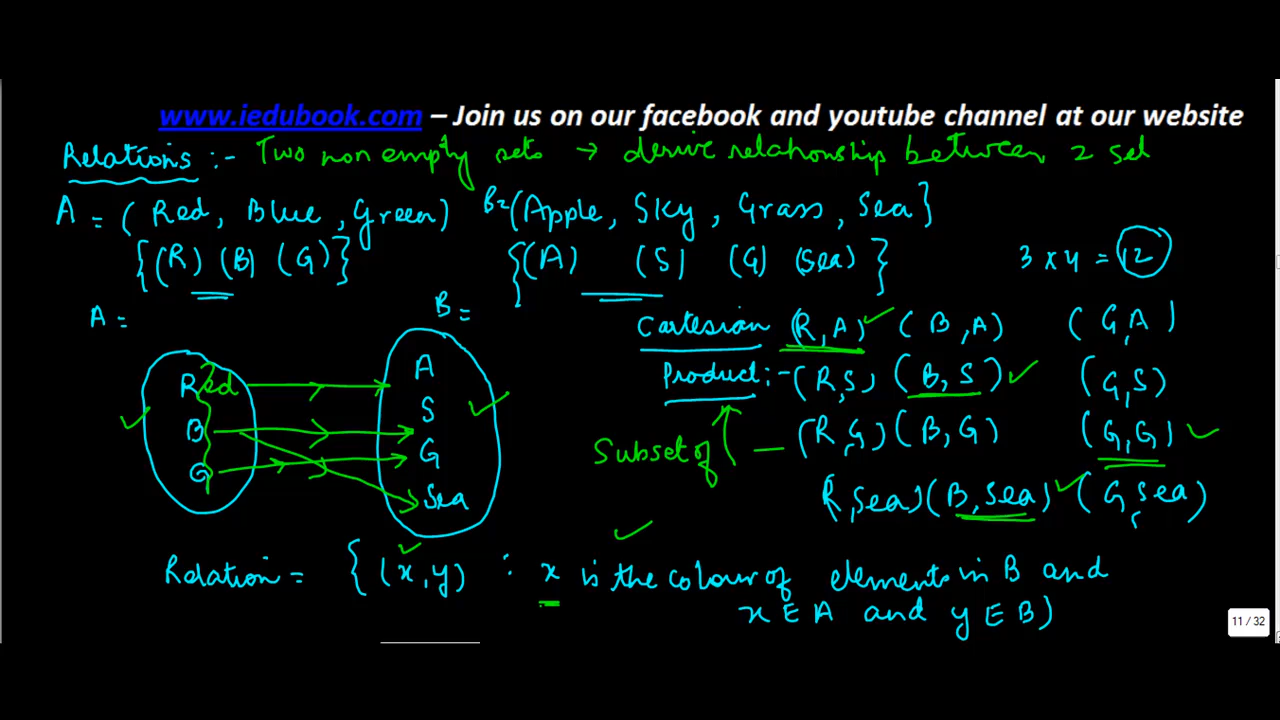 www.iedubook.com – Join us on our facebook and youtube channel at our website
Relations :- Two non empty sets → derive relationship between 2 set
A = (Red, Blue, Green) B=(Apple, Sky, Grass, Sea}
{(R) (B) (G)} {(A) (S) (G) (Sea)} 3 x 4 = 12
A = B =
Cartesian (R,A) (B,A) (G,A)
Product:- (R,S) (B,S) (G,S)
Subset of — (R,G) (B,G) (G,G)
(R,Sea) (B,Sea) (G,Sea)
Red A
B S
G G
Sea
Relation = {(x,y) : x is the colour of elements in B and
x E A and y E B)
11 / 32